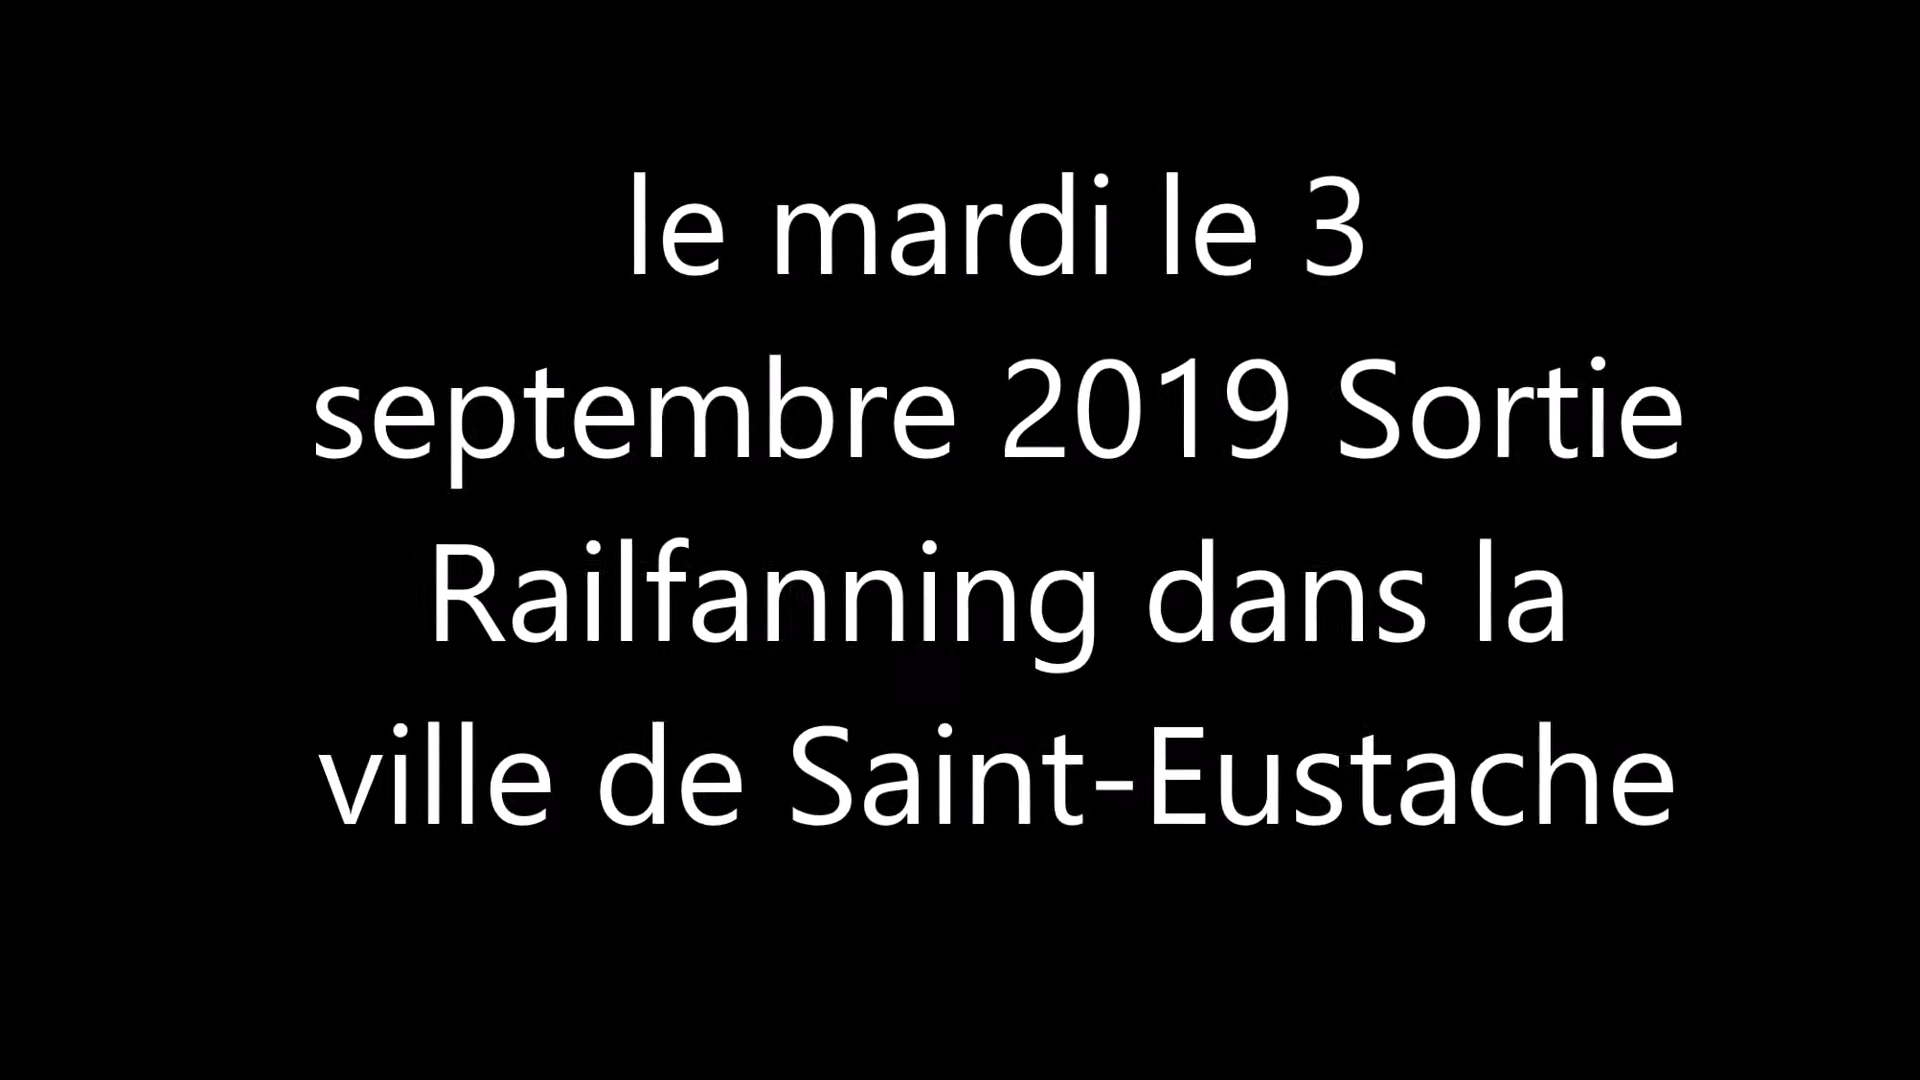 le mardi le 3
septembre 2019 Sortie
Railfanning dans la
ville de Saint-Eustache